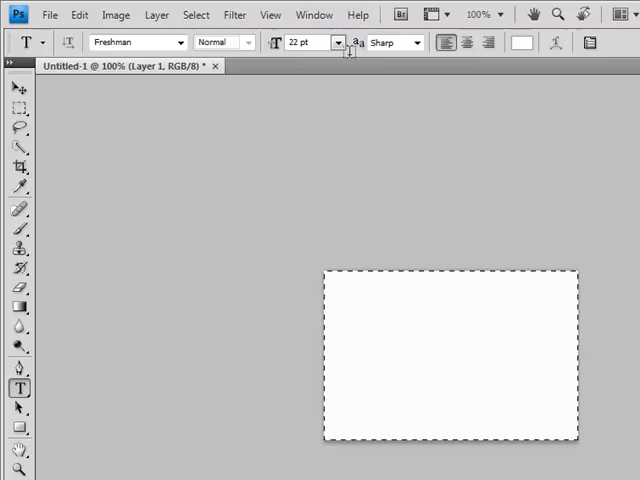 Ps File Edit Image Layer Select Filter View Window Help Br 100%
T T Freshman Normal T 22 pt aa Sharp
Untitled-1 @ 100% (Layer 1, RGB/8) * ×
T